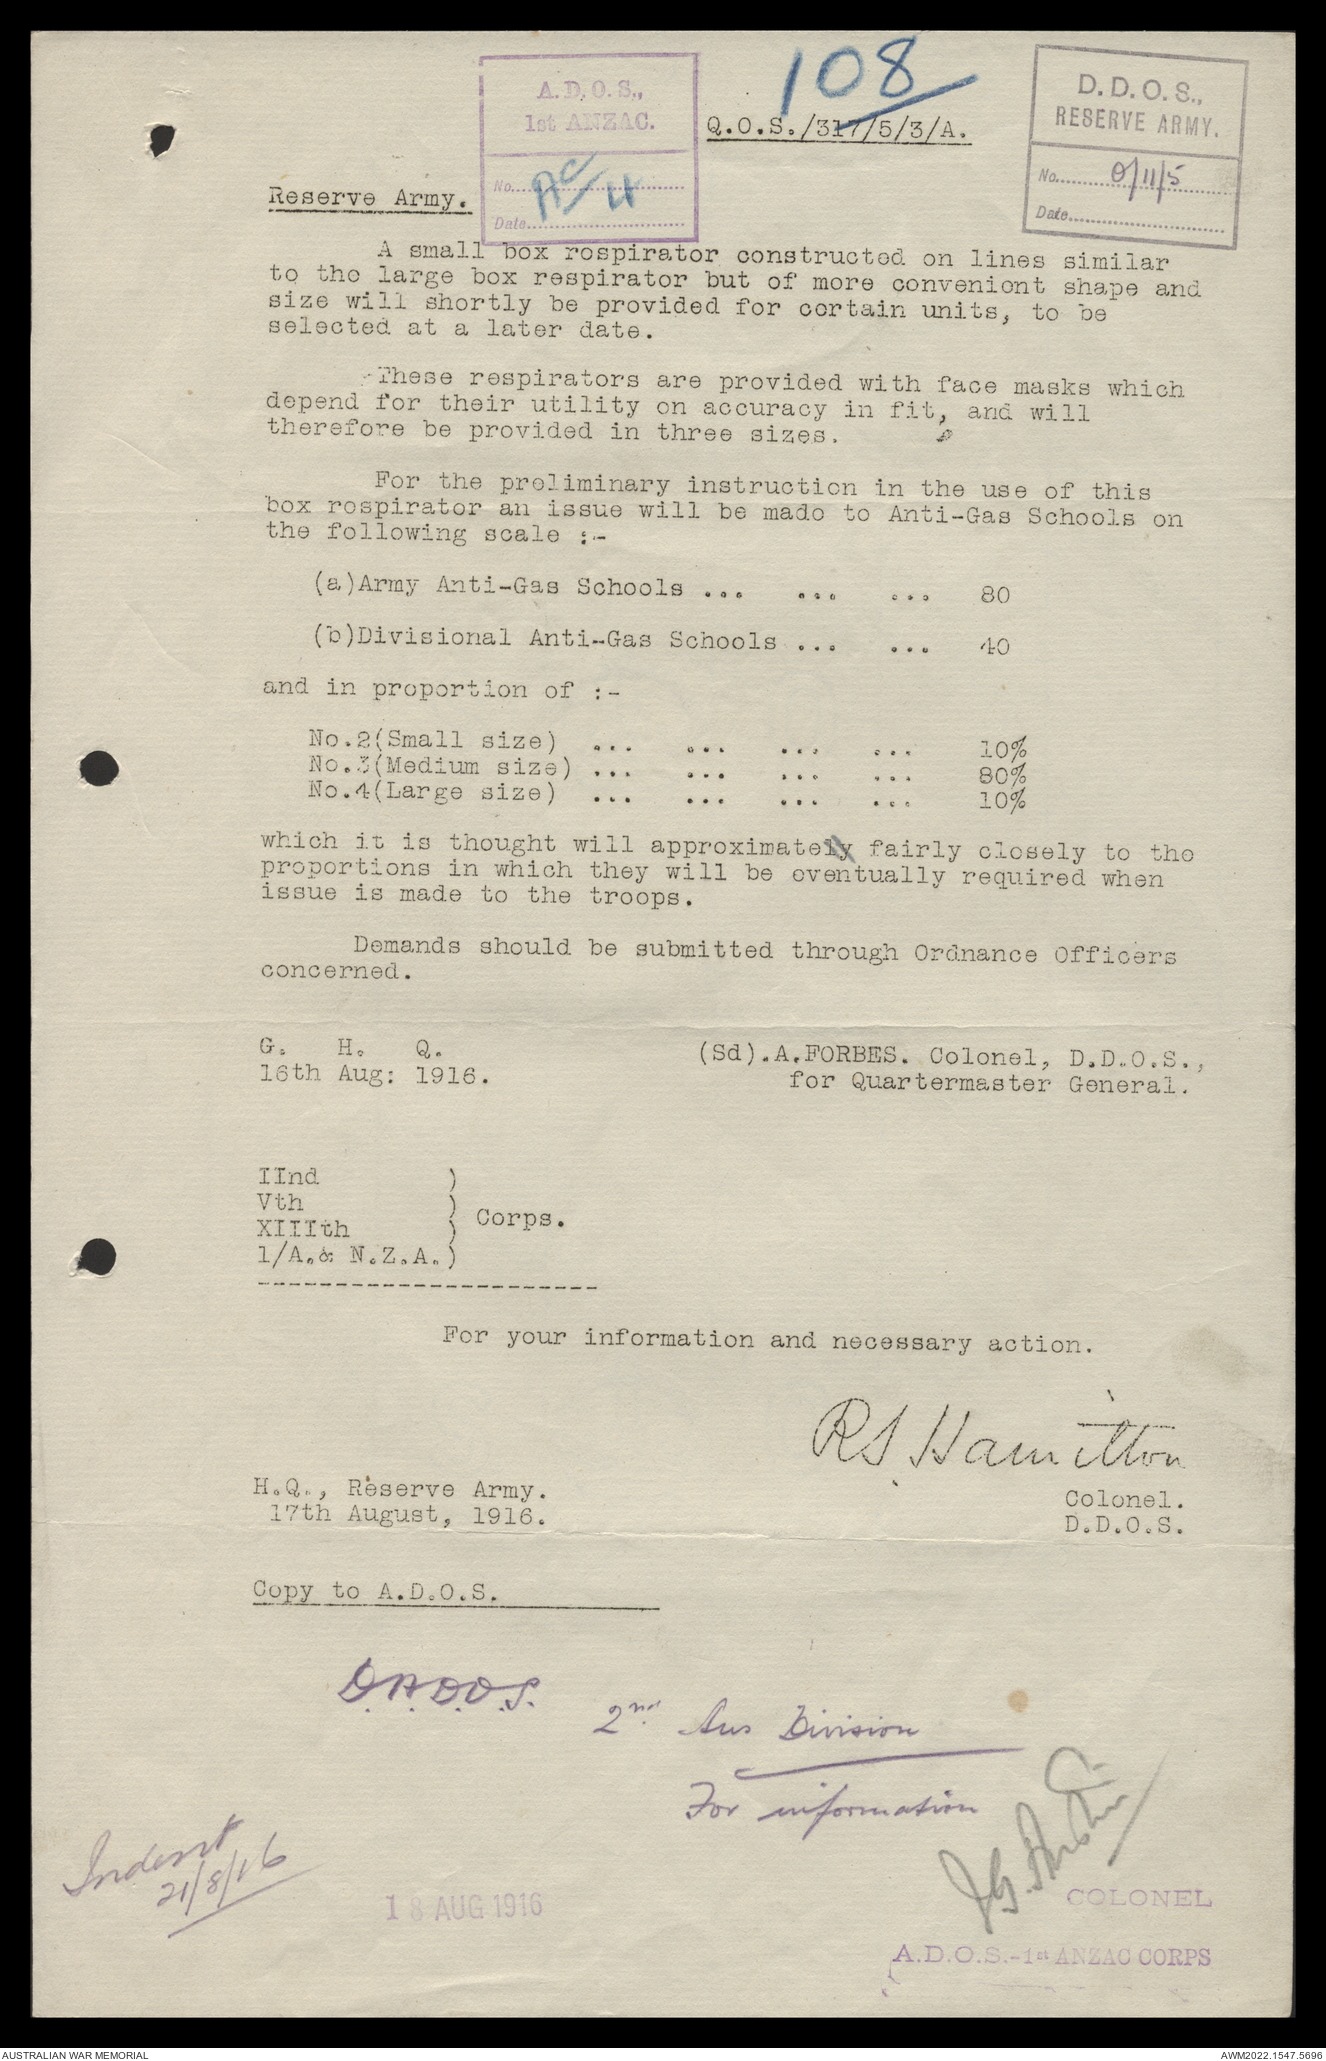 108
A.D.O.S.,
1st ANZAC.
No. AC/4
Date
Q.O.S./317/5/3/A.
D.D.O.S.,
RESERVE ARMY.
No. O/11/5
Date
Reserve Army.
A small box respirator constructed on lines similar
to the large box respirator but of more convenient shape and
size will shortly be provided for certain units, to be
selected at a later date.
These respirators are provided with face masks which
depend for their utility on accuracy in fit, and will
therefore be provided in three sizes.
For the preliminary instruction in the use of this
box respirator an issue will be made to Anti-Gas Schools on
the following scale :-
(a)Army Anti-Gas Schools ... ... ... 80
(b)Divisional Anti-Gas Schools ... ... 40
and in proportion of :-
No.2(Small size) ... ... ... ... 10%
No.3(Medium size) ... ... ... ... 80%
No.4(Large size) ... ... ... ... 10%
which it is thought will approximately fairly closely to the
proportions in which they will be eventually required when
issue is made to the troops.
Demands should be submitted through Ordnance Officers
concerned.
G. H. Q.
16th Aug: 1916.
(Sd).A.FORBES. Colonel, D.D.O.S.,
for Quartermaster General.
IInd )
Vth )
XIIIth ) Corps.
1/A.& N.Z.A.)
----------------------
For your information and necessary action.
RS Hamilton
H.Q., Reserve Army.
17th August, 1916.
Colonel.
D.D.O.S.
Copy to A.D.O.S.
D.A.D.O.S.
2nd Aus Division
For information
21/8/16
18 AUG 1916
COLONEL
A.D.O.S.-1st ANZAC CORPS
AUSTRALIAN WAR MEMORIAL
AWM2022.1547.5696